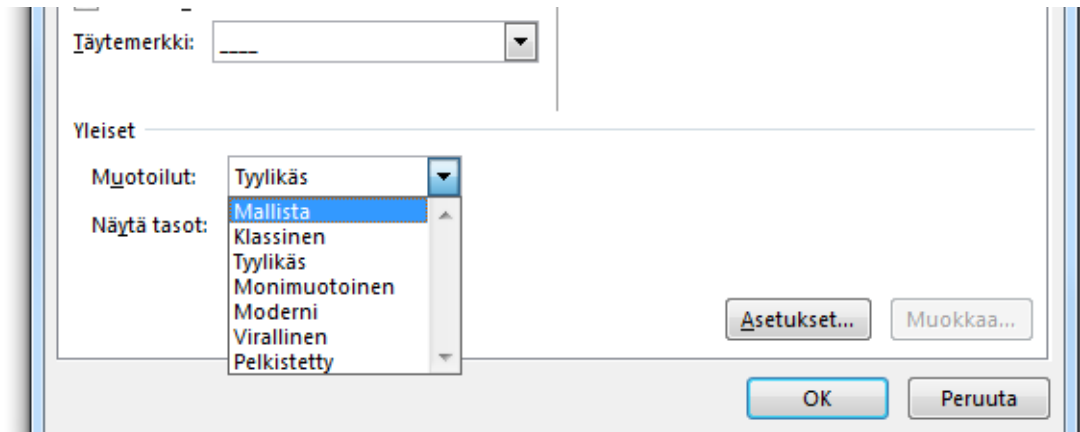 Täytemerkki: ____
Yleiset
Muotoilut: Tyylikäs
Mallista
Näytä tasot:
Klassinen
Tyylikäs
Monimuotoinen
Moderni
Virallinen
Pelkistetty
Asetukset... Muokkaa...
OK Peruuta